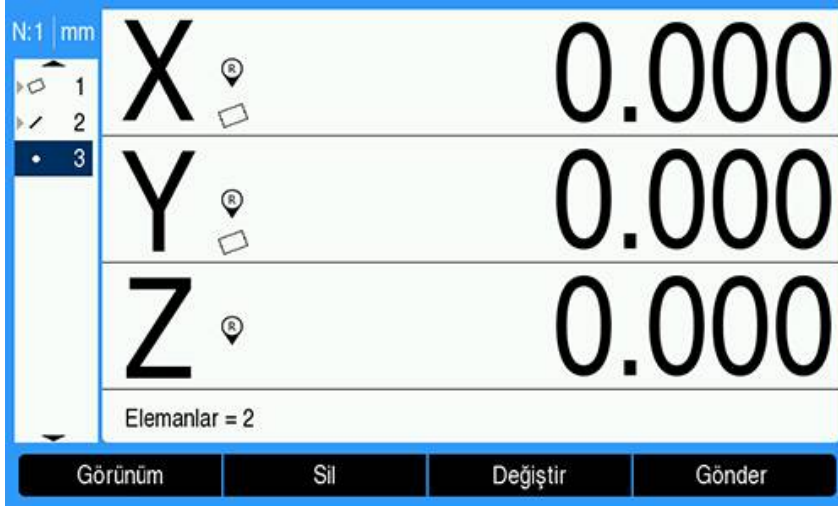 N:1 mm
1
2
3
X R 0.000
Y R 0.000
Z R 0.000
Elemanlar = 2
Görünüm Sil Değiştir Gönder